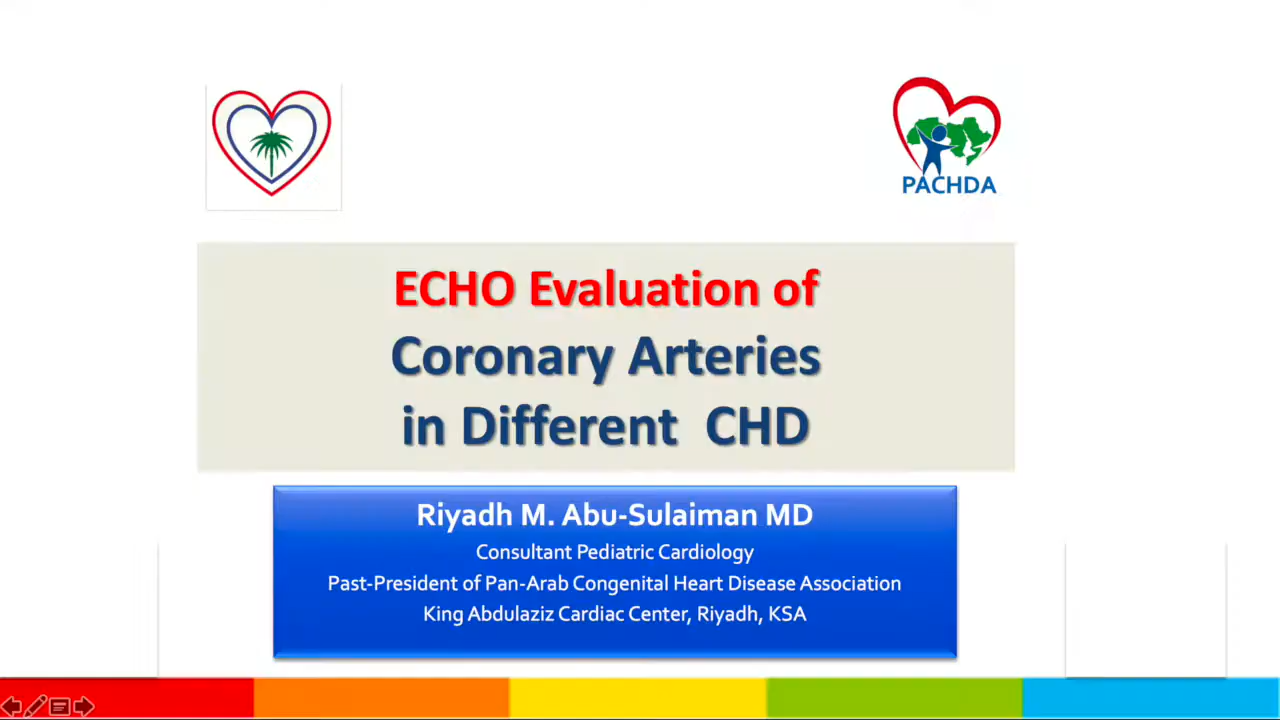 PACHDA
ECHO Evaluation of
Coronary Arteries
in Different CHD
Riyadh M. Abu-Sulaiman MD
Consultant Pediatric Cardiology
Past-President of Pan-Arab Congenital Heart Disease Association
King Abdulaziz Cardiac Center, Riyadh, KSA